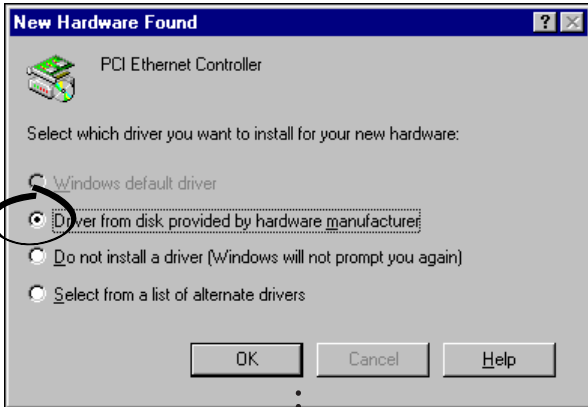 New Hardware Found
PCI Ethernet Controller
Select which driver you want to install for your new hardware:
Windows default driver
Driver from disk provided by hardware manufacturer
Do not install a driver (Windows will not prompt you again)
Select from a list of alternate drivers
OK Cancel Help